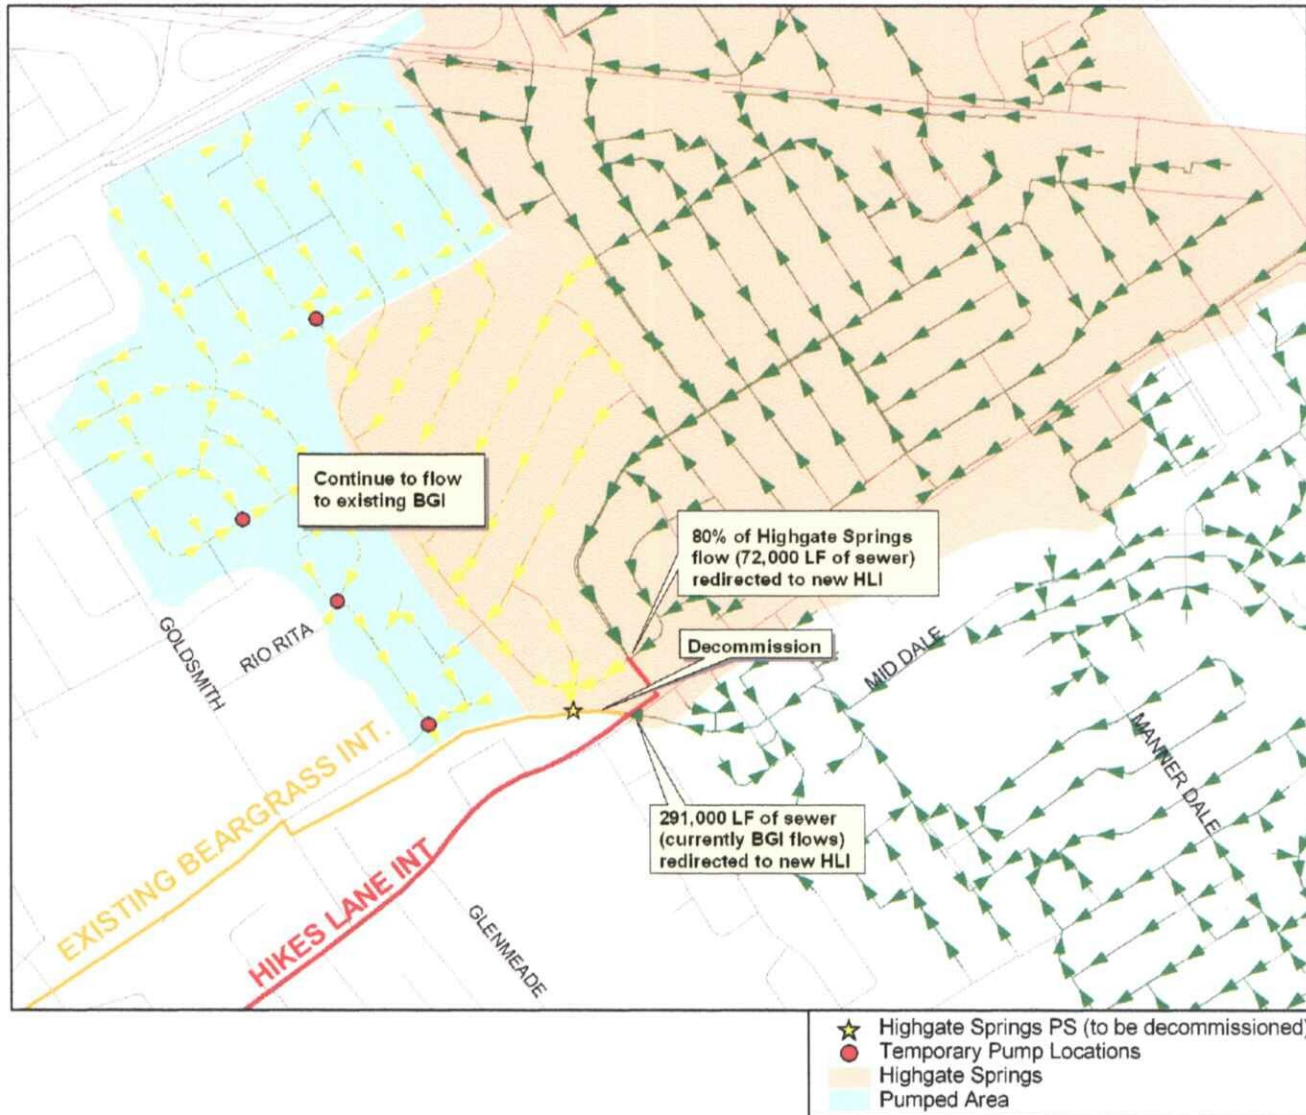 Continue to flow
to existing BGI
80% of Highgate Springs
flow (72,000 LF of sewer)
redirected to new HLI
Decommission
GOLDSMITH
RIO RITA
MID DALE
MANNER DALE
EXISTING BEARGRASS INT.
HIKES LANE INT
291,000 LF of sewer
(currently BGI flows)
redirected to new HLI
GLENMEADE
Highgate Springs PS (to be decommissioned)
Temporary Pump Locations
Highgate Springs
Pumped Area